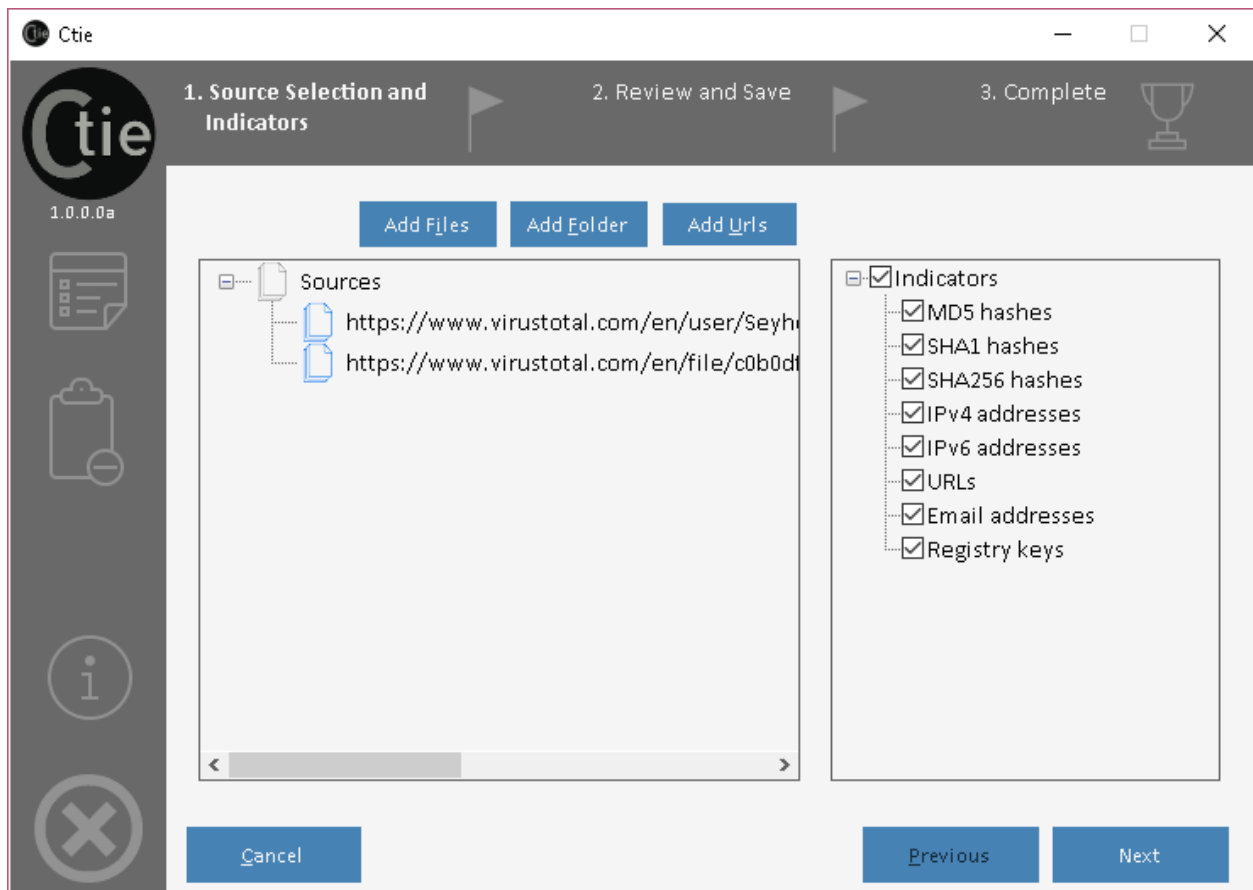 Ctie
Ctie
1.0.0.0a
1. Source Selection and
Indicators
2. Review and Save
3. Complete
Add Files
Add Folder
Add Urls
Sources
https://www.virustotal.com/en/user/Seyh
https://www.virustotal.com/en/file/c0b0d
Indicators
MD5 hashes
SHA1 hashes
SHA256 hashes
IPv4 addresses
IPv6 addresses
URLs
Email addresses
Registry keys
Cancel
Previous
Next